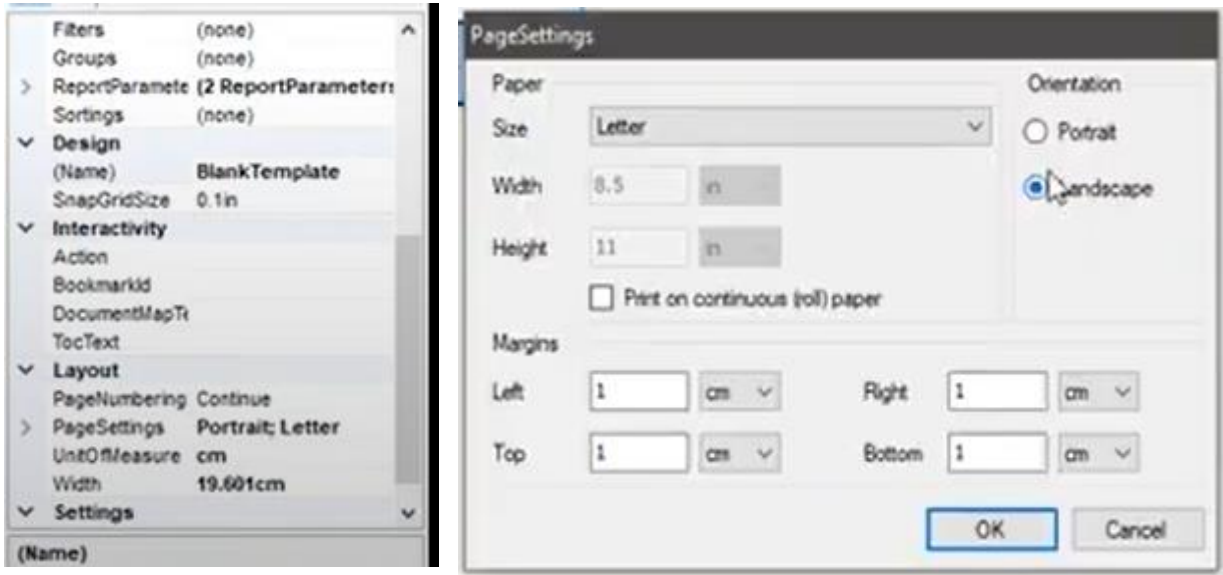 Filters (none)
Groups (none)
ReportParamete (2 ReportParameters
Sortings (none)
Design
(Name) BlankTemplate
SnapGridSize 0.1in
Interactivity
Action
BookmarkId
DocumentMapTe
TocText
Layout
PageNumbering Continue
PageSettings Portrait; Letter
UnitOfMeasure cm
Width 19.601cm
Settings
(Name)
PageSettings
Paper
Orientation
Size Letter
Portrait
Width 8.5 in
Landscape
Height 11 in
Print on continuous (roll) paper
Margins
Left 1 cm Right 1 cm
Top 1 cm Bottom 1 cm
OK Cancel